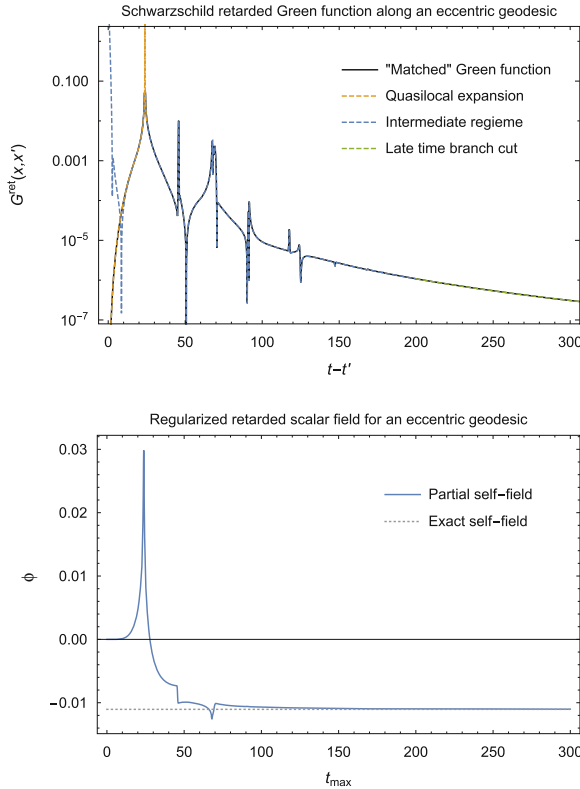 Schwarzschild retarded Green function along an eccentric geodesic
"Matched" Green function
Quasilocal expansion
Intermediate regieme
Late time branch cut
0.100
0.001
10⁻⁵
10⁻⁷
G^ret(x,x′)
0 50 100 150 200 250 300
t−t′
Regularized retarded scalar field for an eccentric geodesic
Partial self−field
Exact self−field
0.03
0.02
0.01
0.00
−0.01
ϕ
0 50 100 150 200 250 300
t_max